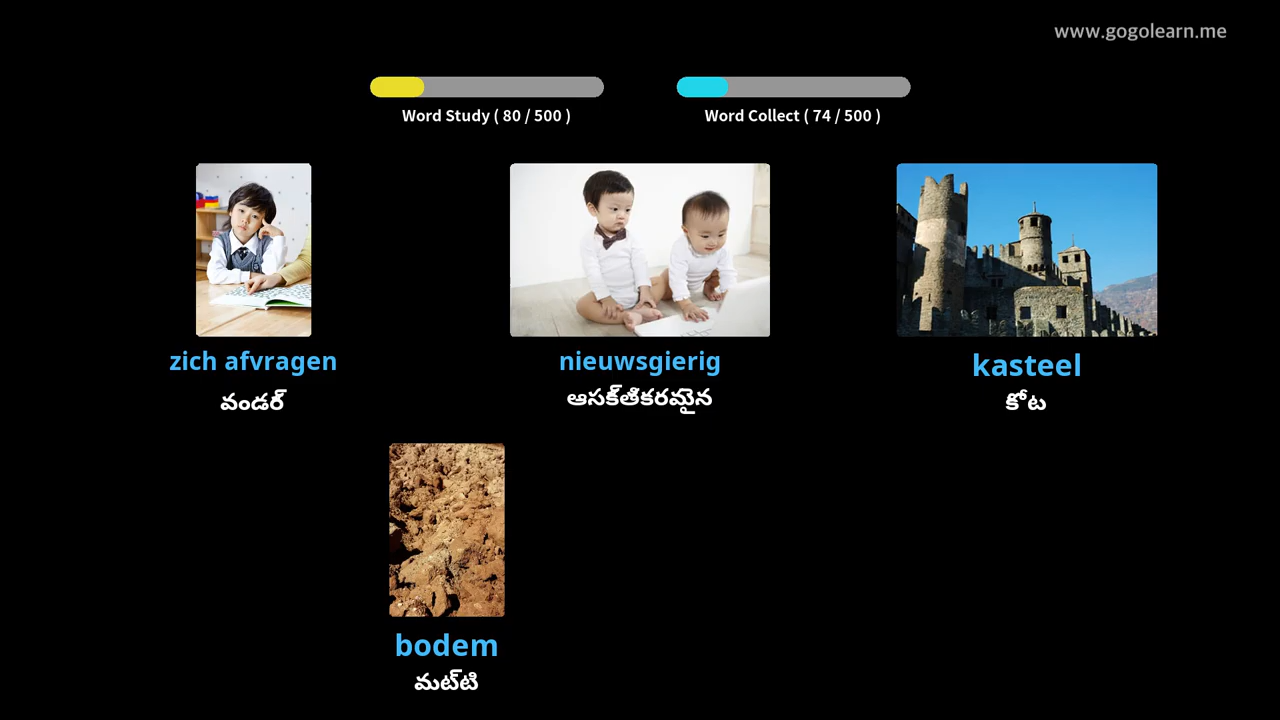 www.gogolearn.me
Word Study ( 80 / 500 )
Word Collect ( 74 / 500 )
zich afvragen
వండర్
nieuwsgierig
ఆసక్తికరమైన
kasteel
కోట
bodem
మట్టి